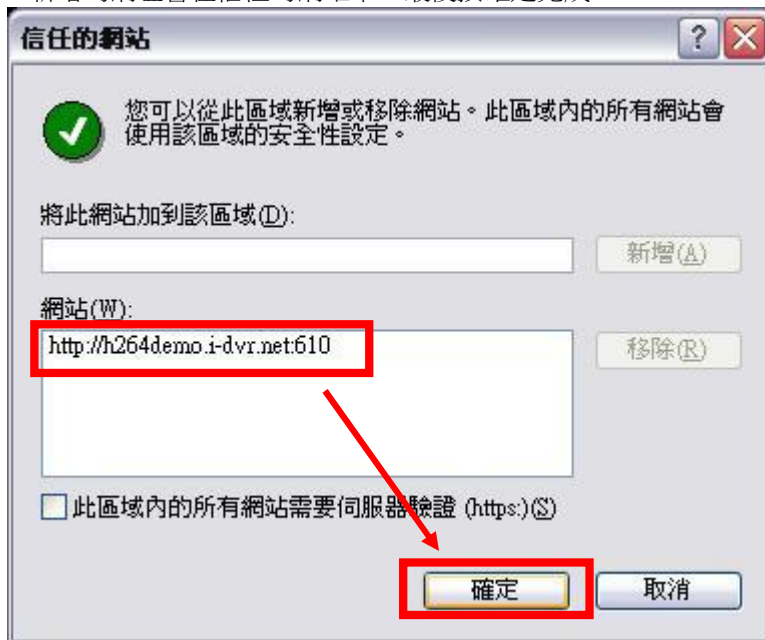 信任的網站
您可以從此區域新增或移除網站。此區域內的所有網站會
使用該區域的安全性設定。
將此網站加到該區域(D):
新增(A)
網站(W):
http://h264demo.i-dvr.net:610
移除(R)
此區域內的所有網站需要伺服器驗證 (https:)(S)
確定
取消